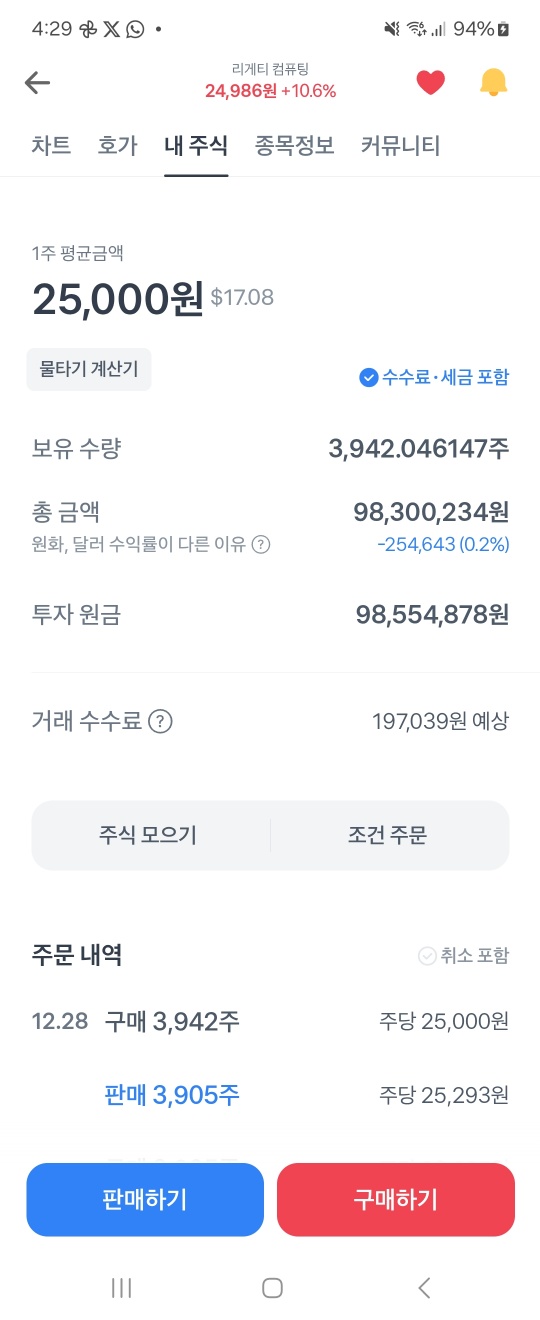 4:29
94%
리게티 컴퓨팅
24,986원 +10.6%
차트 호가 내 주식 종목정보 커뮤니티
1주 평균금액
25,000원 $17.08
물타기 계산기
수수료·세금 포함
보유 수량 3,942.046147주
총 금액 98,300,234원
원화, 달러 수익률이 다른 이유 ? -254,643 (0.2%)
투자 원금 98,554,878원
거래 수수료 ? 197,039원 예상
주식 모으기 조건 주문
주문 내역 취소 포함
12.28 구매 3,942주 주당 25,000원
판매 3,905주 주당 25,293원
판매하기 구매하기